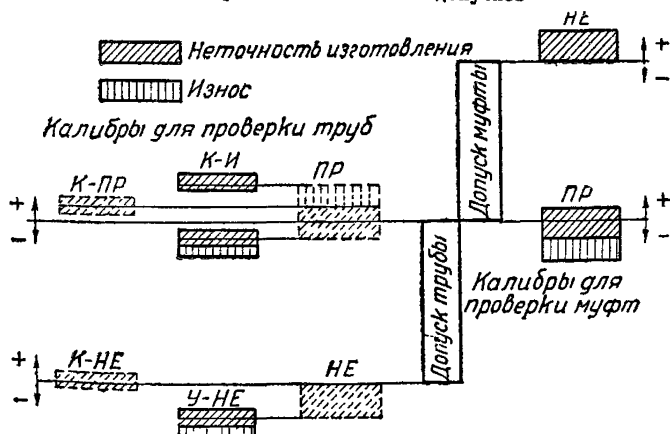 НЕ
Неточность изготовления
Износ
Калибры для проверки труб
К-И
К-ПР
ПР
Допуск муфты
ПР
+
-
+
-
+
-
Допуск трубы
Калибры для
проверки муфт
К-НЕ
НЕ
У-НЕ
+
-